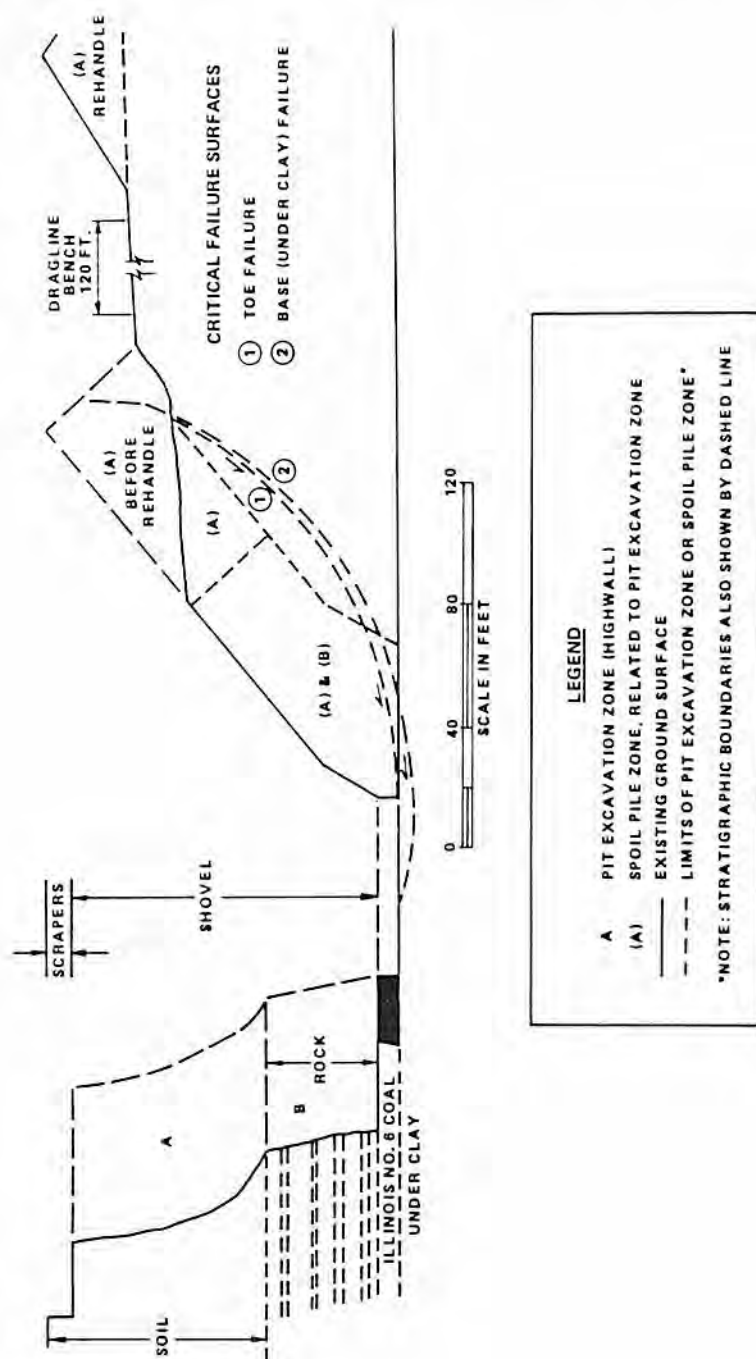 SCRAPERS
SHOVEL
SOIL
A
B
ROCK
ILLINOIS NO. 6 COAL
UNDER CLAY
(A)
BEFORE
REHANDLE
(A)
(A) & (B)
1
2
DRAGLINE
BENCH
120 FT.
(A)
REHANDLE
CRITICAL FAILURE SURFACES
1 TOE FAILURE
2 BASE (UNDER CLAY) FAILURE
0 40 80 120
SCALE IN FEET
LEGEND
A PIT EXCAVATION ZONE (HIGHWALL)
(A) SPOIL PILE ZONE, RELATED TO PIT EXCAVATION ZONE
EXISTING GROUND SURFACE
LIMITS OF PIT EXCAVATION ZONE OR SPOIL PILE ZONE*
*NOTE: STRATIGRAPHIC BOUNDARIES ALSO SHOWN BY DASHED LINE